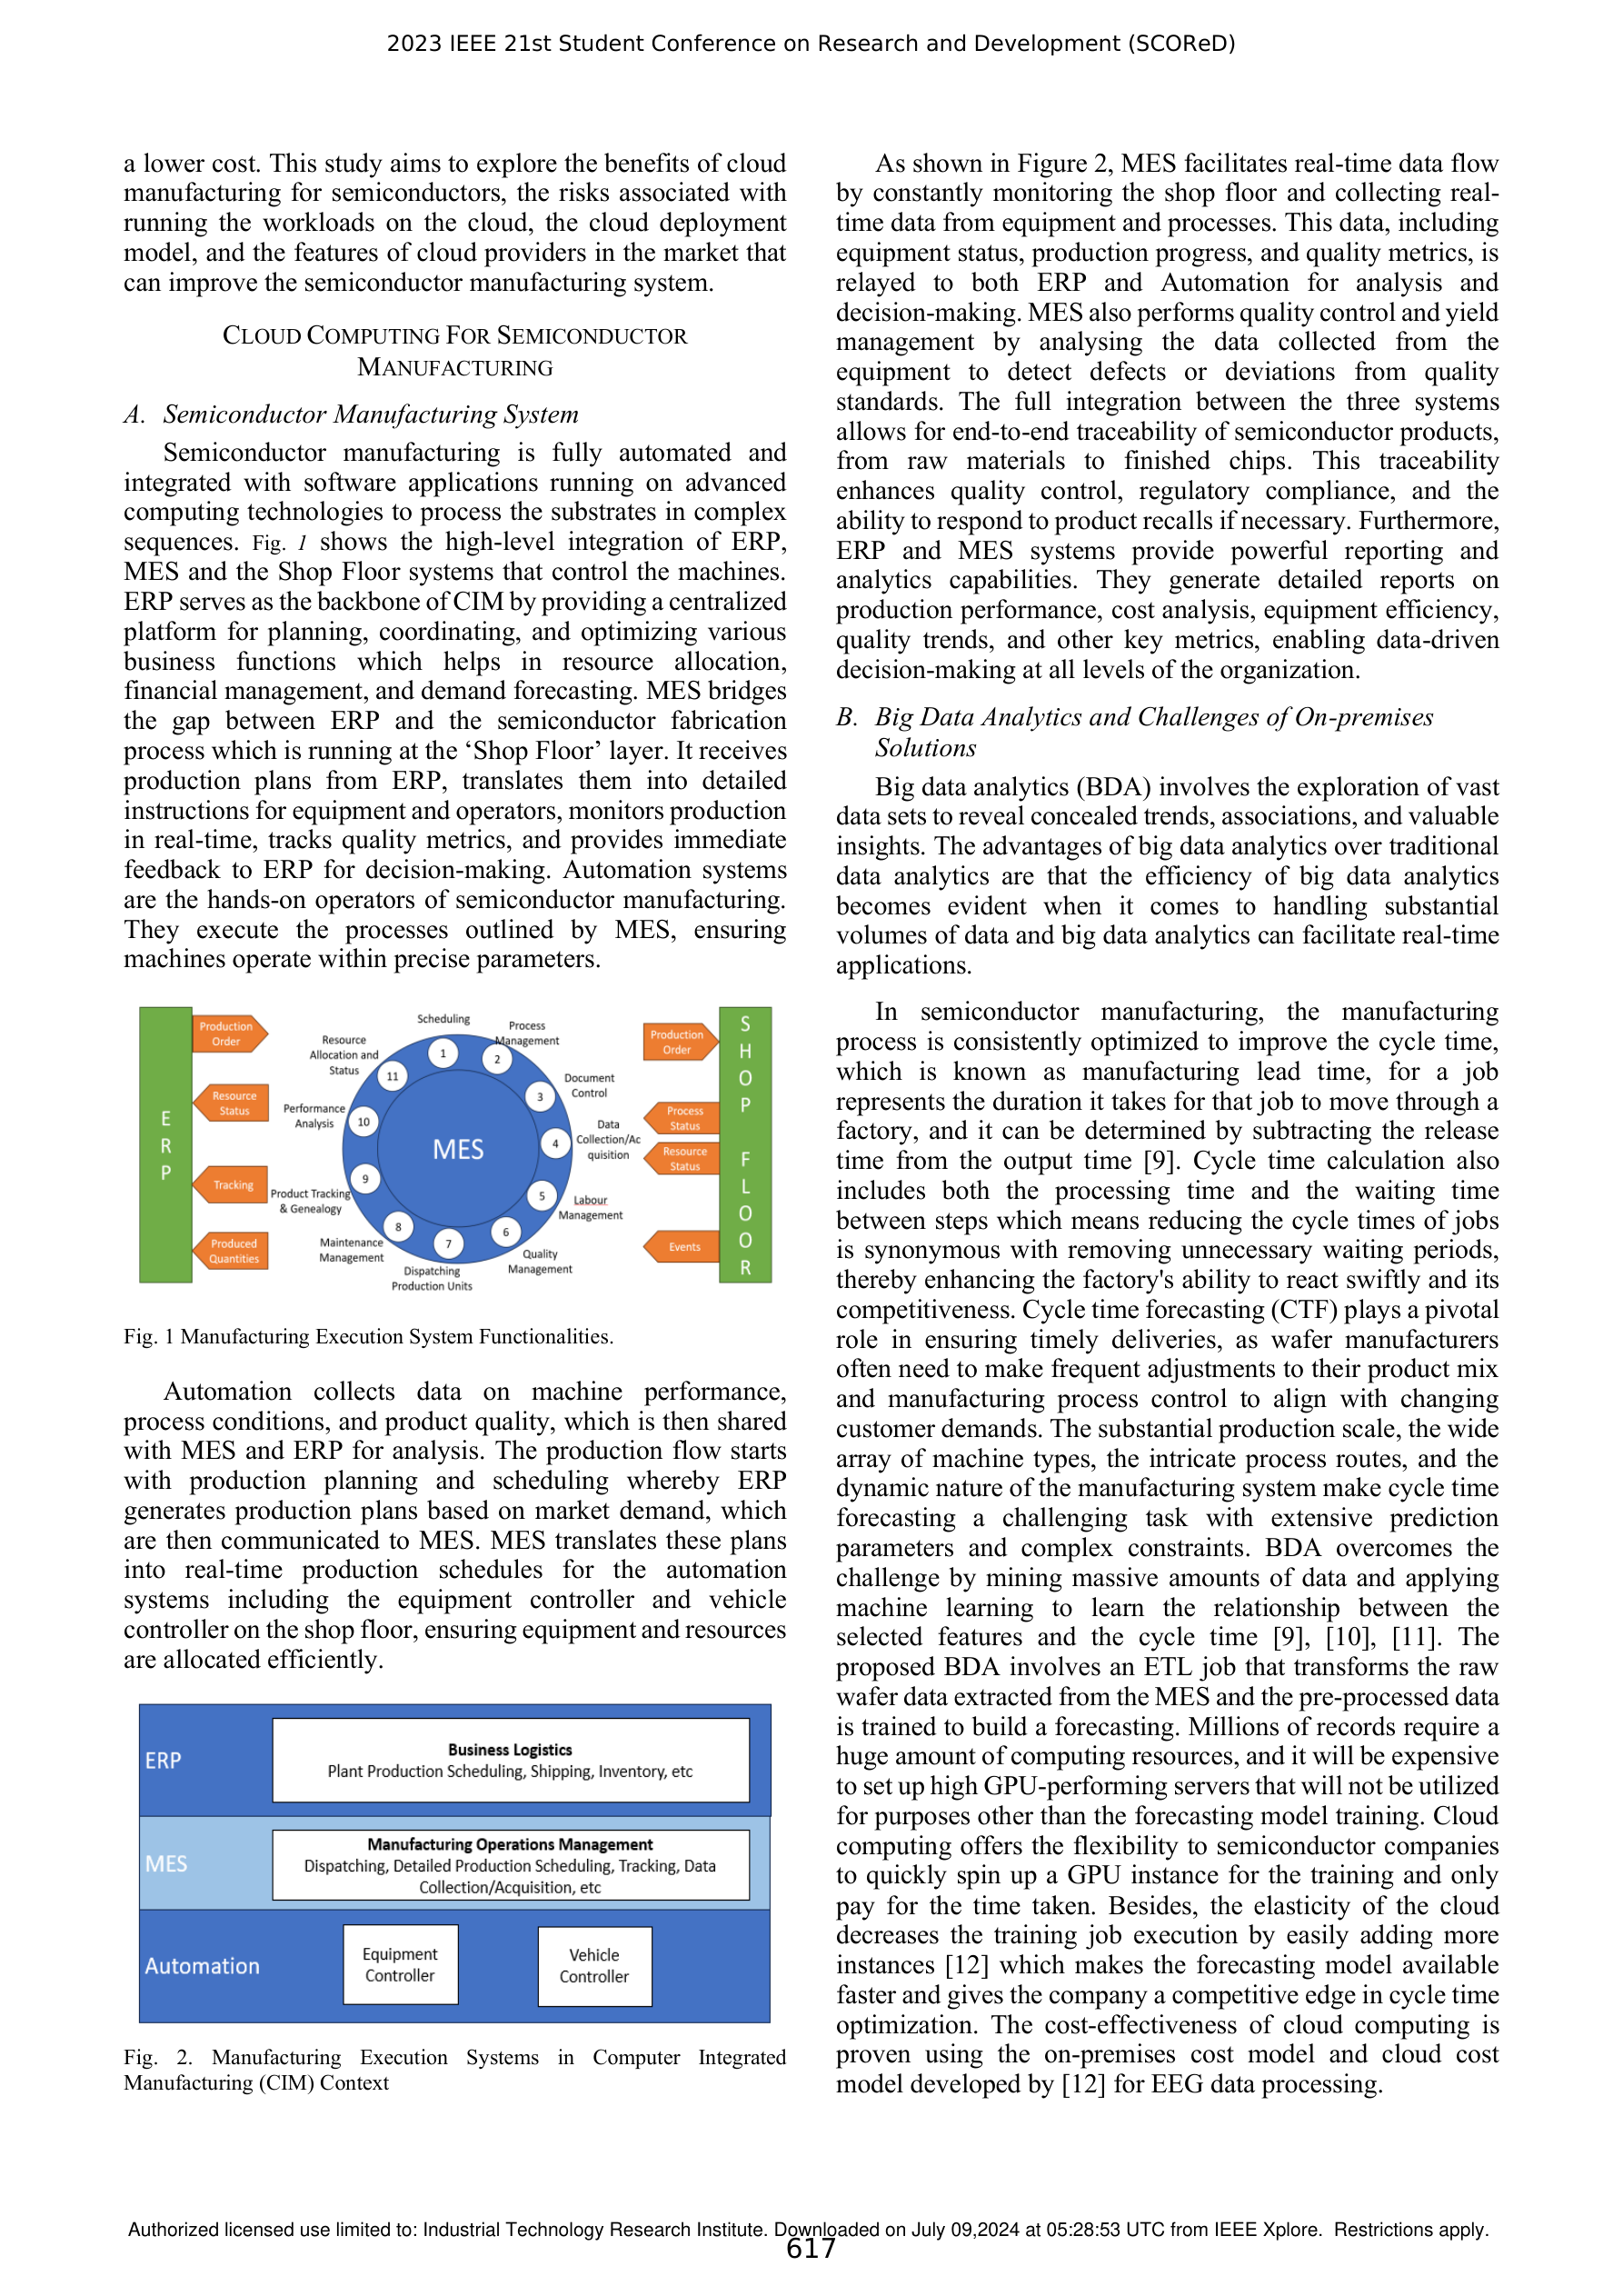 2023 IEEE 21st Student Conference on Research and Development (SCOReD)
a lower cost. This study aims to explore the benefits of cloud
manufacturing for semiconductors, the risks associated with
running the workloads on the cloud, the cloud deployment
model, and the features of cloud providers in the market that
can improve the semiconductor manufacturing system.
CLOUD COMPUTING FOR SEMICONDUCTOR
MANUFACTURING
A. Semiconductor Manufacturing System
Semiconductor manufacturing is fully automated and
integrated with software applications running on advanced
computing technologies to process the substrates in complex
sequences. Fig. 1 shows the high-level integration of ERP,
MES and the Shop Floor systems that control the machines.
ERP serves as the backbone of CIM by providing a centralized
platform for planning, coordinating, and optimizing various
business functions which helps in resource allocation,
financial management, and demand forecasting. MES bridges
the gap between ERP and the semiconductor fabrication
process which is running at the ‘Shop Floor’ layer. It receives
production plans from ERP, translates them into detailed
instructions for equipment and operators, monitors production
in real-time, tracks quality metrics, and provides immediate
feedback to ERP for decision-making. Automation systems
are the hands-on operators of semiconductor manufacturing.
They execute the processes outlined by MES, ensuring
machines operate within precise parameters.
ERP
Production
Order
Resource
Status
Tracking
Produced
Quantities
MES
1
Scheduling
2
Process
Management
3
Document
Control
4
Data
Collection/Ac
quisition
5
Labour
Management
6
Quality
Management
7
Dispatching
Production Units
8
Maintenance
Management
9
Product Tracking
& Genealogy
10
Performance
Analysis
11
Resource
Allocation and
Status
Production
Order
Process
Status
Resource
Status
Events
SHOP FLOOR
Fig. 1 Manufacturing Execution System Functionalities.
Automation collects data on machine performance,
process conditions, and product quality, which is then shared
with MES and ERP for analysis. The production flow starts
with production planning and scheduling whereby ERP
generates production plans based on market demand, which
are then communicated to MES. MES translates these plans
into real-time production schedules for the automation
systems including the equipment controller and vehicle
controller on the shop floor, ensuring equipment and resources
are allocated efficiently.
ERP
Business Logistics
Plant Production Scheduling, Shipping, Inventory, etc
MES
Manufacturing Operations Management
Dispatching, Detailed Production Scheduling, Tracking, Data
Collection/Acquisition, etc
Automation
Equipment
Controller
Vehicle
Controller
Fig. 2. Manufacturing Execution Systems in Computer Integrated
Manufacturing (CIM) Context
As shown in Figure 2, MES facilitates real-time data flow
by constantly monitoring the shop floor and collecting real-
time data from equipment and processes. This data, including
equipment status, production progress, and quality metrics, is
relayed to both ERP and Automation for analysis and
decision-making. MES also performs quality control and yield
management by analysing the data collected from the
equipment to detect defects or deviations from quality
standards. The full integration between the three systems
allows for end-to-end traceability of semiconductor products,
from raw materials to finished chips. This traceability
enhances quality control, regulatory compliance, and the
ability to respond to product recalls if necessary. Furthermore,
ERP and MES systems provide powerful reporting and
analytics capabilities. They generate detailed reports on
production performance, cost analysis, equipment efficiency,
quality trends, and other key metrics, enabling data-driven
decision-making at all levels of the organization.
B. Big Data Analytics and Challenges of On-premises
Solutions
Big data analytics (BDA) involves the exploration of vast
data sets to reveal concealed trends, associations, and valuable
insights. The advantages of big data analytics over traditional
data analytics are that the efficiency of big data analytics
becomes evident when it comes to handling substantial
volumes of data and big data analytics can facilitate real-time
applications.
In semiconductor manufacturing, the manufacturing
process is consistently optimized to improve the cycle time,
which is known as manufacturing lead time, for a job
represents the duration it takes for that job to move through a
factory, and it can be determined by subtracting the release
time from the output time [9]. Cycle time calculation also
includes both the processing time and the waiting time
between steps which means reducing the cycle times of jobs
is synonymous with removing unnecessary waiting periods,
thereby enhancing the factory's ability to react swiftly and its
competitiveness. Cycle time forecasting (CTF) plays a pivotal
role in ensuring timely deliveries, as wafer manufacturers
often need to make frequent adjustments to their product mix
and manufacturing process control to align with changing
customer demands. The substantial production scale, the wide
array of machine types, the intricate process routes, and the
dynamic nature of the manufacturing system make cycle time
forecasting a challenging task with extensive prediction
parameters and complex constraints. BDA overcomes the
challenge by mining massive amounts of data and applying
machine learning to learn the relationship between the
selected features and the cycle time [9], [10], [11]. The
proposed BDA involves an ETL job that transforms the raw
wafer data extracted from the MES and the pre-processed data
is trained to build a forecasting. Millions of records require a
huge amount of computing resources, and it will be expensive
to set up high GPU-performing servers that will not be utilized
for purposes other than the forecasting model training. Cloud
computing offers the flexibility to semiconductor companies
to quickly spin up a GPU instance for the training and only
pay for the time taken. Besides, the elasticity of the cloud
decreases the training job execution by easily adding more
instances [12] which makes the forecasting model available
faster and gives the company a competitive edge in cycle time
optimization. The cost-effectiveness of cloud computing is
proven using the on-premises cost model and cloud cost
model developed by [12] for EEG data processing.
Authorized licensed use limited to: Industrial Technology Research Institute. Downloaded on July 09,2024 at 05:28:53 UTC from IEEE Xplore. Restrictions apply.
617